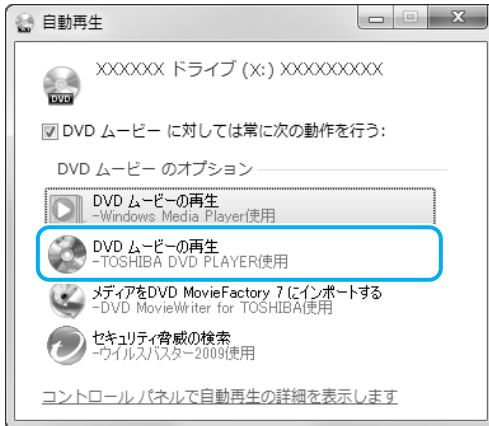 自動再生
XXXXXX ドライブ (X:) XXXXXXXXX
DVD
DVD ムービー に対しては常に次の動作を行う:
DVD ムービー のオプション
DVD ムービーの再生
-Windows Media Player使用
DVD ムービーの再生
-TOSHIBA DVD PLAYER使用
メディアをDVD MovieFactory 7 にインポートする
-DVD MovieWriter for TOSHIBA使用
セキュリティ脅威の検索
-ウイルスバスター2009使用
コントロール パネルで自動再生の詳細を表示します